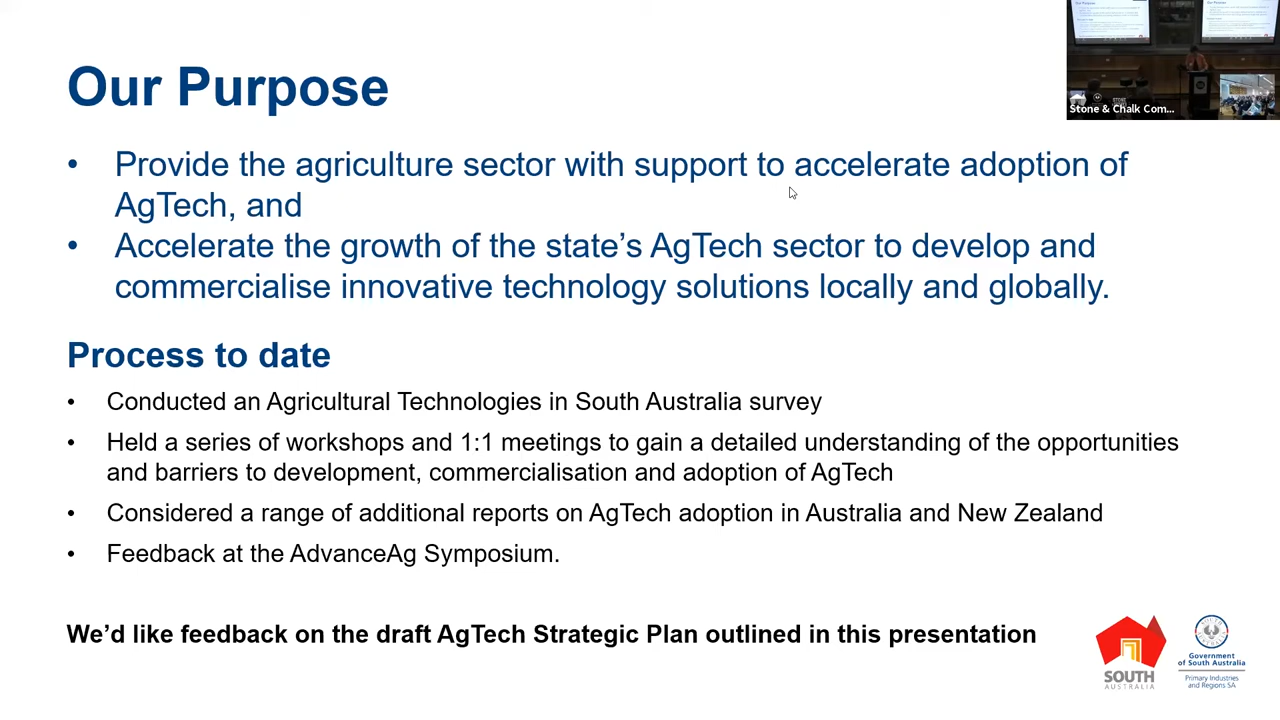 Our Purpose
• Provide the agriculture sector with support to accelerate adoption of
AgTech, and
• Accelerate the growth of the state’s AgTech sector to develop and
commercialise innovative technology solutions locally and globally.
Process to date
• Conducted an Agricultural Technologies in South Australia survey
• Held a series of workshops and 1:1 meetings to gain a detailed understanding of the opportunities
and barriers to development, commercialisation and adoption of AgTech
• Considered a range of additional reports on AgTech adoption in Australia and New Zealand
• Feedback at the AdvanceAg Symposium.
We’d like feedback on the draft AgTech Strategic Plan outlined in this presentation
Stone & Chalk Com...
SOUTH
AUSTRALIA
Government
of South Australia
Primary Industries
and Regions SA